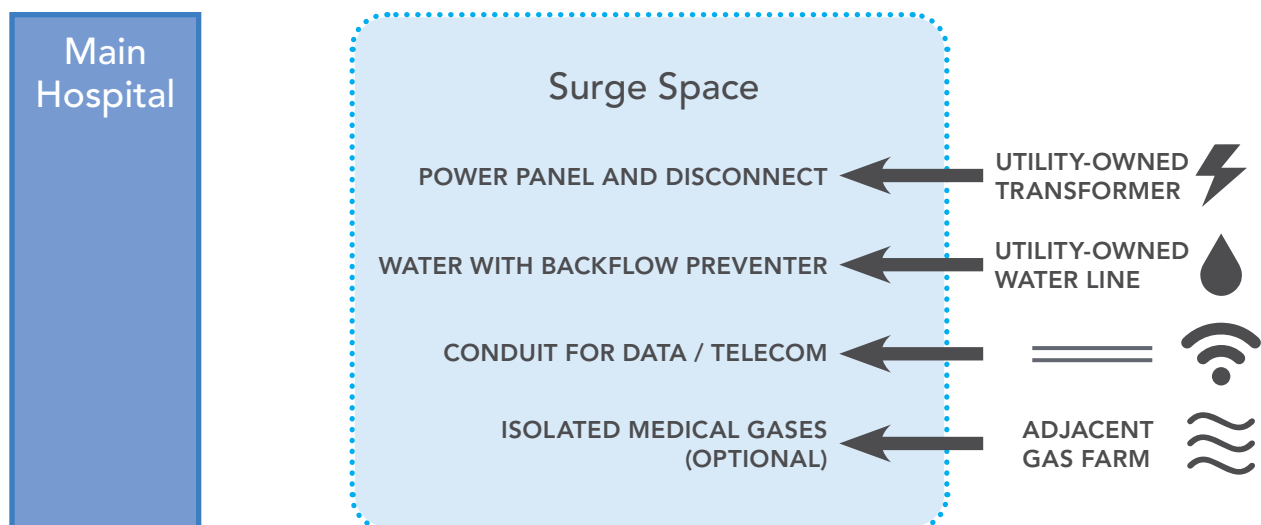 Main
Hospital
Surge Space
POWER PANEL AND DISCONNECT
UTILITY-OWNED
TRANSFORMER
WATER WITH BACKFLOW PREVENTER
UTILITY-OWNED
WATER LINE
CONDUIT FOR DATA / TELECOM
ISOLATED MEDICAL GASES
(OPTIONAL)
ADJACENT
GAS FARM